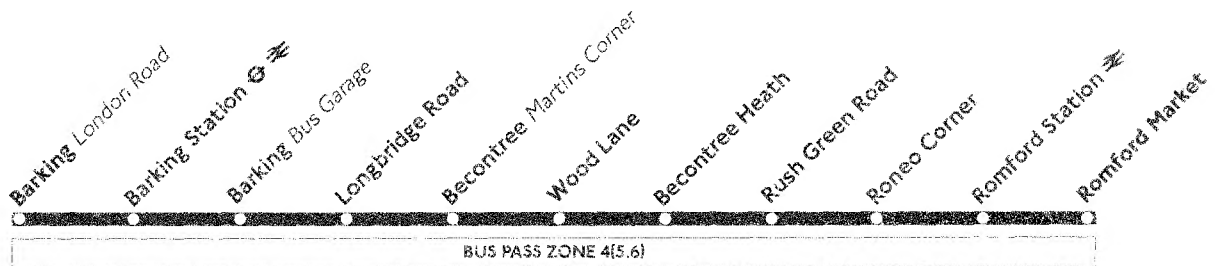 Barking London Road
Barking Station
Barking Bus Garage
Longbridge Road
Becontree Martins Corner
Wood Lane
Becontree Heath
Rush Green Road
Roneo Corner
Romford Station
Romford Market
BUS PASS ZONE 4(5.6)